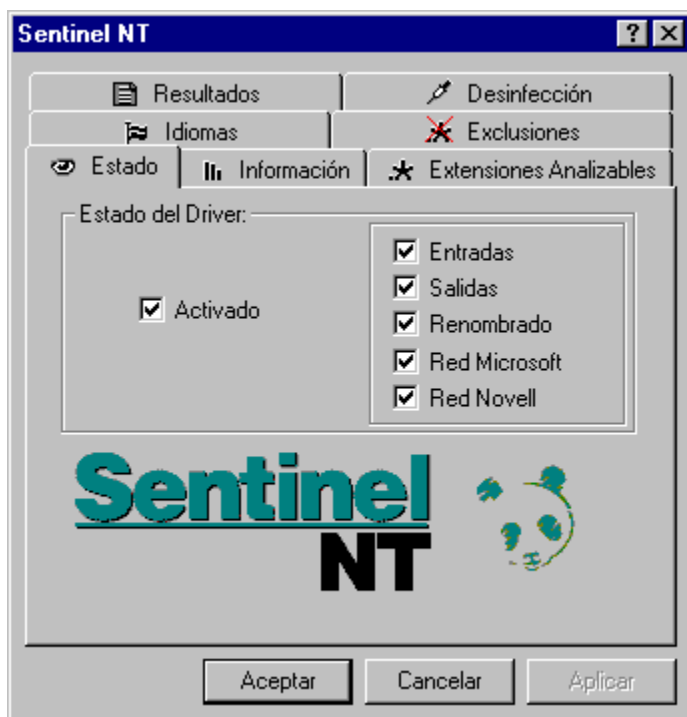 Sentinel NT
Resultados
Desinfección
Idiomas
Exclusiones
Estado
Información
Extensiones Analizables
Estado del Driver:
Activado
Entradas
Salidas
Renombrado
Red Microsoft
Red Novell
Sentinel
NT
Aceptar
Cancelar
Aplicar